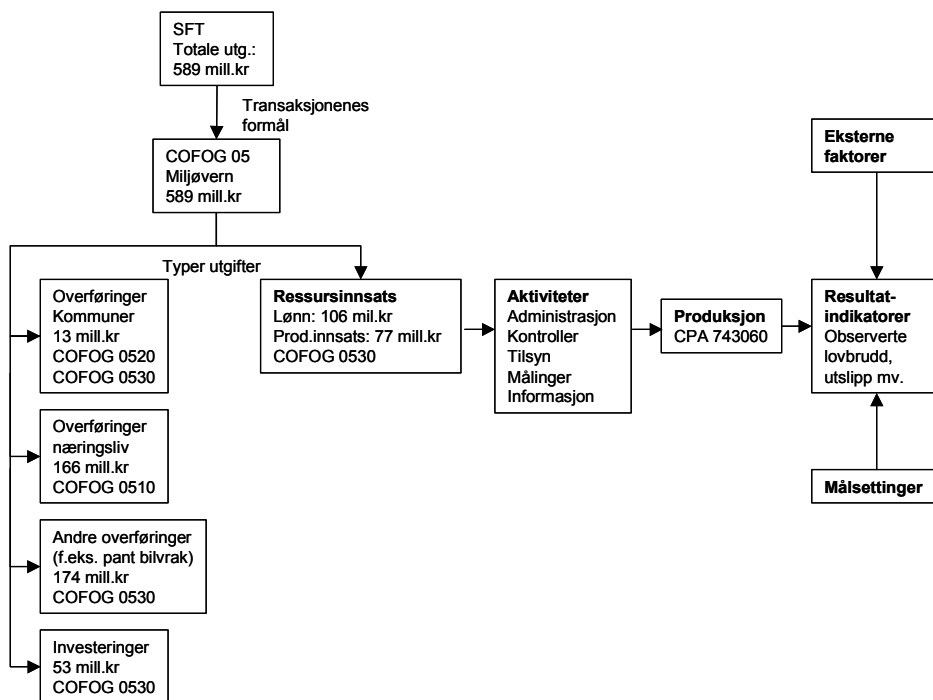 SFT
Totale utg.:
589 mill.kr
Transaksjonenes
formål
COFOG 05
Miljøvern
589 mill.kr
Typer utgifter
Overføringer
Kommuner
13 mill.kr
COFOG 0520
COFOG 0530
Overføringer
næringsliv
166 mill.kr
COFOG 0510
Andre overføringer
(f.eks. pant bilvrak)
174 mill.kr
COFOG 0530
Investeringer
53 mill.kr
COFOG 0530
Ressursinnsats
Lønn: 106 mil.kr
Prod.innsats: 77 mill.kr
COFOG 0530
Aktiviteter
Administrasjon
Kontroller
Tilsyn
Målinger
Informasjon
Produksjon
CPA 743060
Eksterne
faktorer
Resultat-
indikatorer
Observerte
lovbrudd,
utslipp mv.
Målsettinger